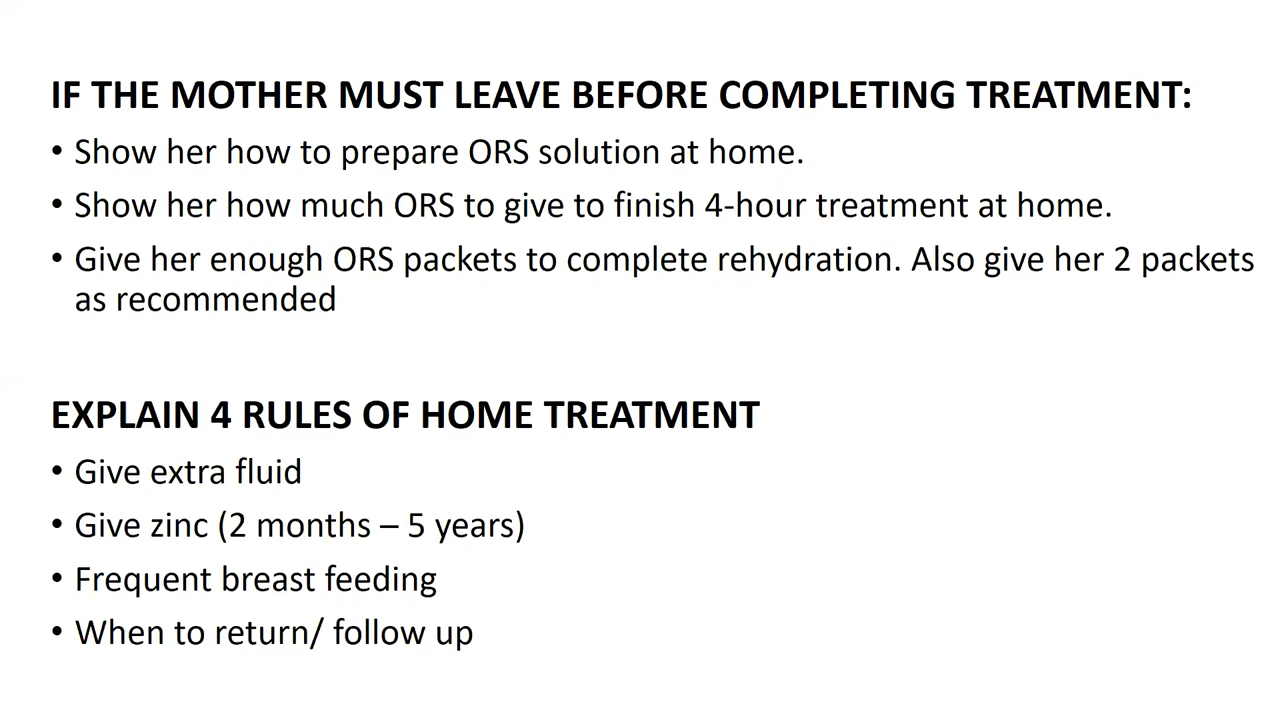 IF THE MOTHER MUST LEAVE BEFORE COMPLETING TREATMENT:
• Show her how to prepare ORS solution at home.
• Show her how much ORS to give to finish 4-hour treatment at home.
• Give her enough ORS packets to complete rehydration. Also give her 2 packets
as recommended
EXPLAIN 4 RULES OF HOME TREATMENT
• Give extra fluid
• Give zinc (2 months – 5 years)
• Frequent breast feeding
• When to return/ follow up